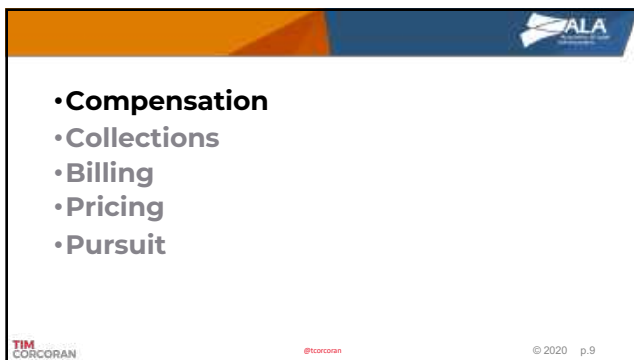 ALA
•Compensation
•Collections
•Billing
•Pricing
•Pursuit
TIM
CORCORAN
@tcorcoran
© 2020 p.9